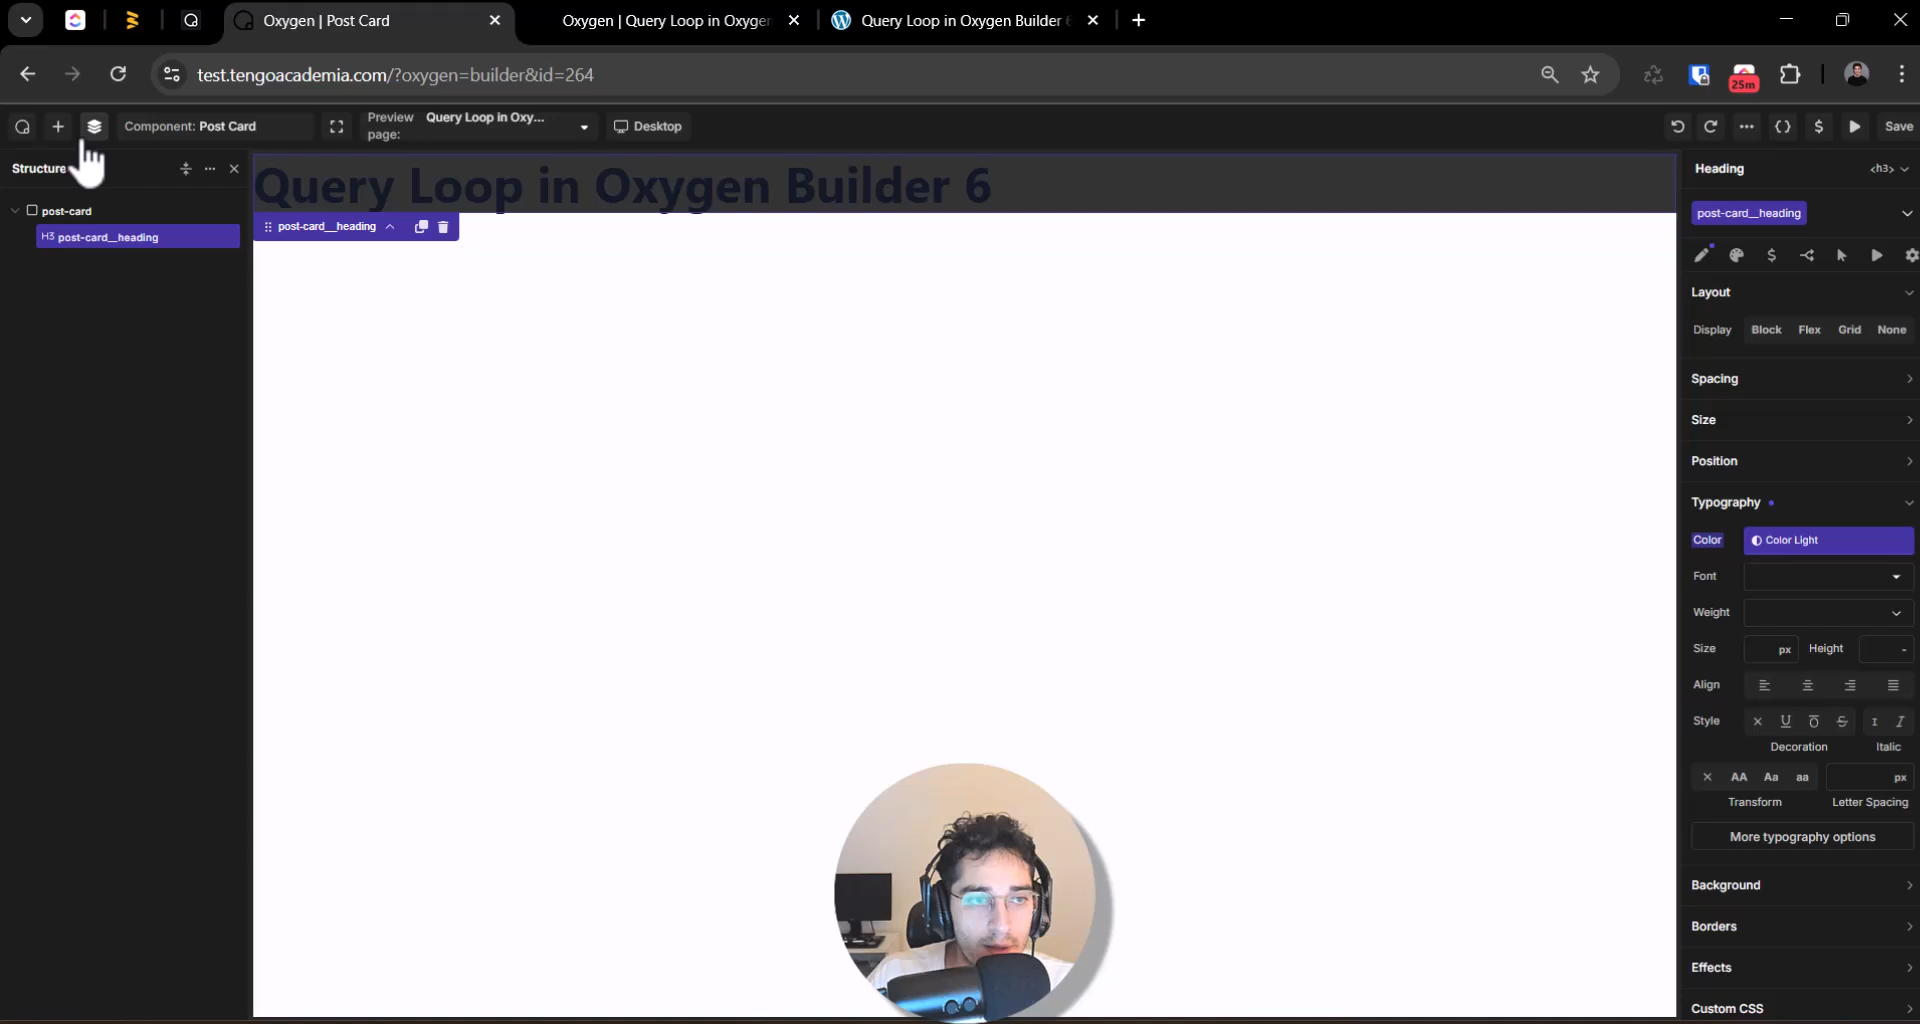 Oxygen | Post Card
Oxygen | Query Loop in Oxygen
Query Loop in Oxygen Builder 6
test.tengoacademia.com/?oxygen=builder&id=264
25m
Component: Post Card
Preview page:
Query Loop in Oxy...
Desktop
Save
Structure
post-card
H3 post-card__heading
Query Loop in Oxygen Builder 6
post-card__heading
Heading
<h3>
post-card__heading
Layout
Display
Block
Flex
Grid
None
Spacing
Size
Position
Typography
Color
Color Light
Font
Weight
Size
px
Height
-
Align
Style
Decoration
Italic
AA
Aa
aa
px
Transform
Letter Spacing
More typography options
Background
Borders
Effects
Custom CSS